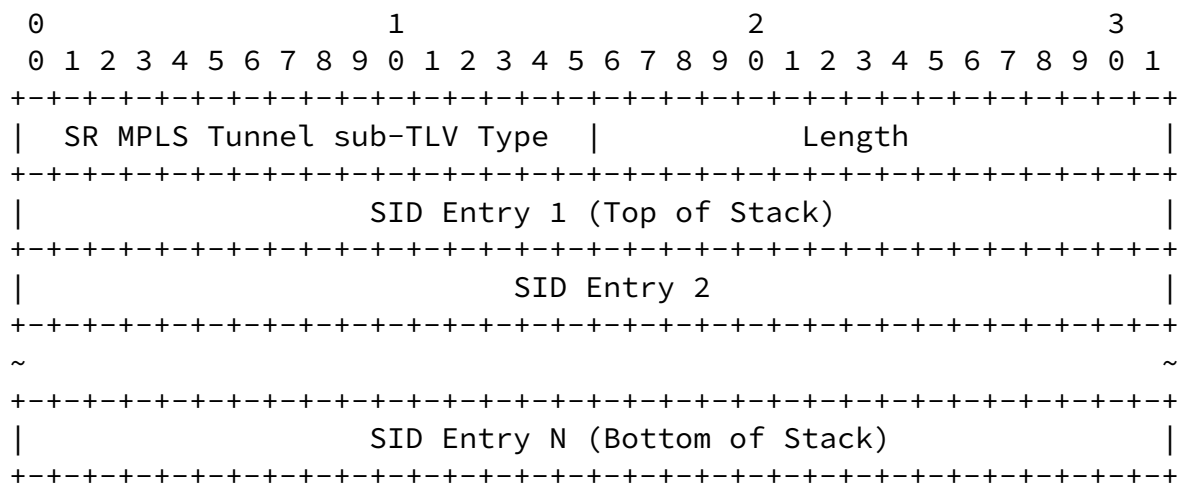 0                   1                   2                   3
 0 1 2 3 4 5 6 7 8 9 0 1 2 3 4 5 6 7 8 9 0 1 2 3 4 5 6 7 8 9 0 1
+-+-+-+-+-+-+-+-+-+-+-+-+-+-+-+-+-+-+-+-+-+-+-+-+-+-+-+-+-+-+-+-+
|  SR MPLS Tunnel sub-TLV Type  |           Length              |
+-+-+-+-+-+-+-+-+-+-+-+-+-+-+-+-+-+-+-+-+-+-+-+-+-+-+-+-+-+-+-+-+
|                   SID Entry 1 (Top of Stack)                  |
+-+-+-+-+-+-+-+-+-+-+-+-+-+-+-+-+-+-+-+-+-+-+-+-+-+-+-+-+-+-+-+-+
|                           SID Entry 2                         |
+-+-+-+-+-+-+-+-+-+-+-+-+-+-+-+-+-+-+-+-+-+-+-+-+-+-+-+-+-+-+-+-+
~                                                               ~
+-+-+-+-+-+-+-+-+-+-+-+-+-+-+-+-+-+-+-+-+-+-+-+-+-+-+-+-+-+-+-+-+
|                   SID Entry N (Bottom of Stack)               |
+-+-+-+-+-+-+-+-+-+-+-+-+-+-+-+-+-+-+-+-+-+-+-+-+-+-+-+-+-+-+-+-+